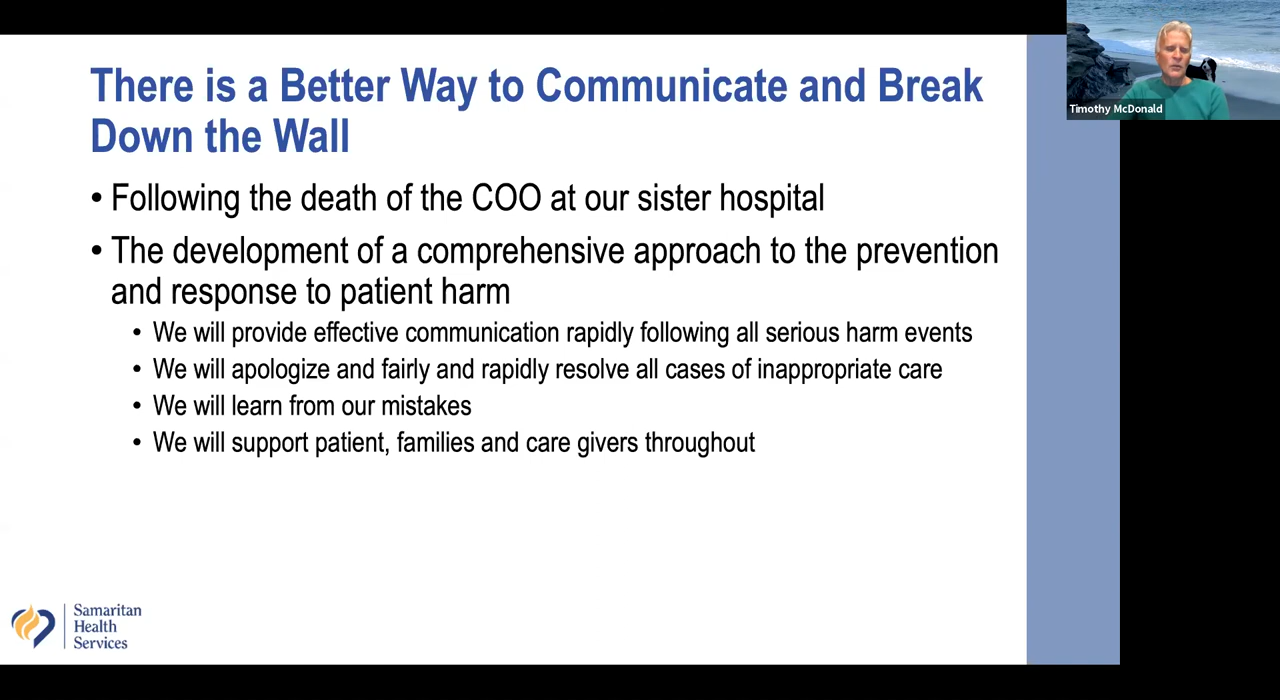 There is a Better Way to Communicate and Break
Down the Wall
• Following the death of the COO at our sister hospital
• The development of a comprehensive approach to the prevention
and response to patient harm
• We will provide effective communication rapidly following all serious harm events
• We will apologize and fairly and rapidly resolve all cases of inappropriate care
• We will learn from our mistakes
• We will support patient, families and care givers throughout
Samaritan
Health
Services
Timothy McDonald